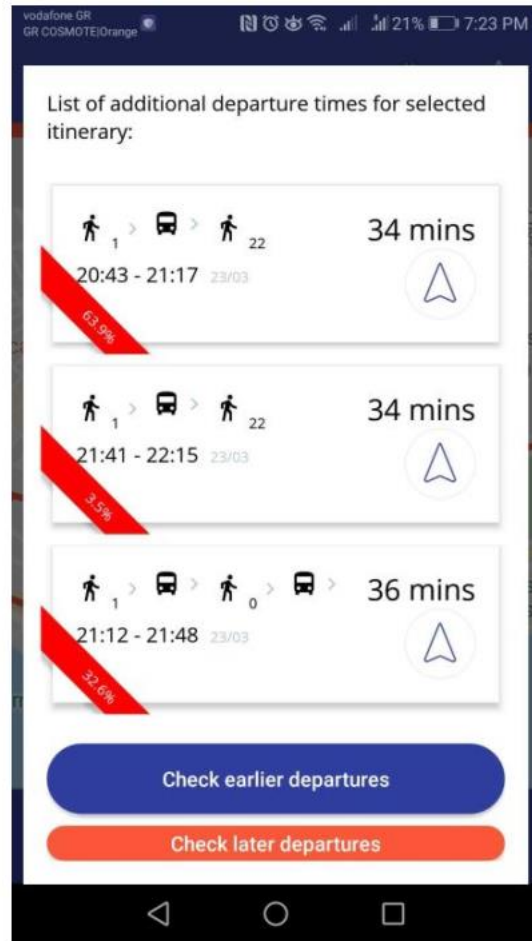 vodafone GR
GR COSMOTE|Orange
21% 7:23 PM
List of additional departure times for selected
itinerary:
1 22 34 mins
20:43 - 21:17 23/03
63.9%
1 22 34 mins
21:41 - 22:15 23/03
3.5%
1 0 36 mins
21:12 - 21:48 23/03
32.6%
Check earlier departures
Check later departures